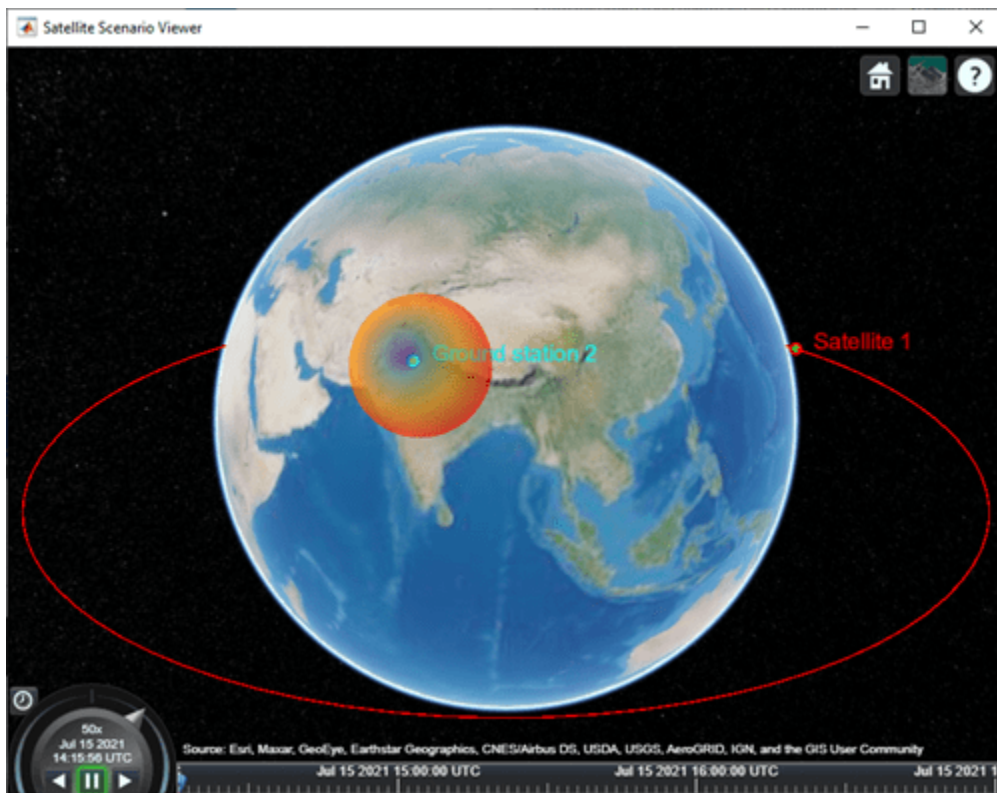 Satellite Scenario Viewer
?
Satellite 1
Ground station 2
50x
Jul 15 2021
14:15:56 UTC
Source: Esri, Maxar, GeoEye, Earthstar Geographics, CNES/Airbus DS, USDA, USGS, AeroGRID, IGN, and the GIS User Community
Jul 15 2021 15:00:00 UTC Jul 15 2021 16:00:00 UTC Jul 15 2021 1